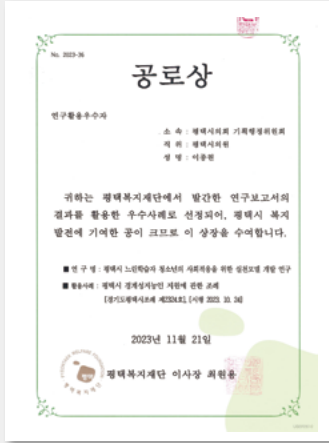 No. 2023-36
공로상
연구활용우수자
소 속 : 평택시의회 기획행정위원회
직 위 : 평택시의원
성 명 : 이종원
귀하는 평택복지재단에서 발간한 연구보고서의
결과를 활용한 우수사례로 선정되어, 평택시 복지
발전에 기여한 공이 크므로 이 상장을 수여합니다.
■ 연 구 명 : 평택시 느린학습자 청소년의 사회적응을 위한 실천모델 개발 연구
■ 활용사례 : 평택시 경계선지능인 지원에 관한 조례
[경기도평택시조례 제2324호], [시행 2023. 10. 24]
2023년 11월 21일
평택복지재단 이사장 최원용
평택복지재단